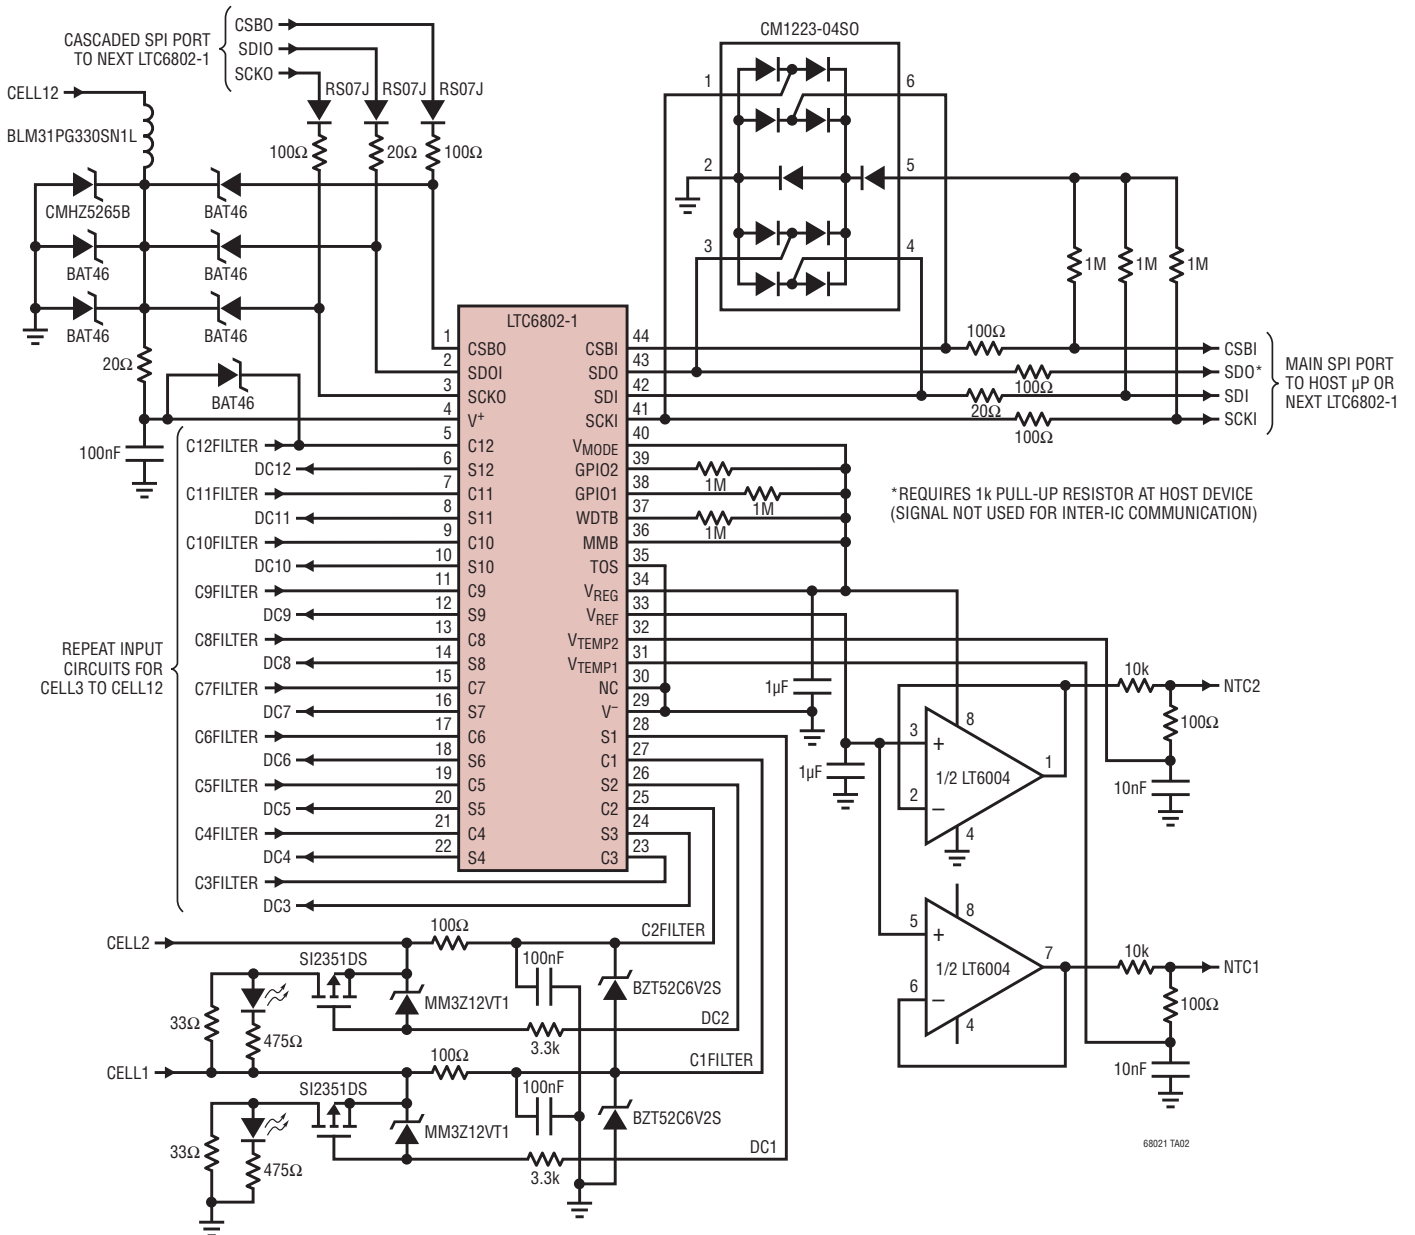 CASCADED SPI PORT
TO NEXT LTC6802-1
CSBO
SDIO
SCKO
RS07J
RS07J
RS07J
100Ω
20Ω
100Ω
CELL12
BLM31PG330SN1L
CMHZ5265B
BAT46
BAT46
BAT46
BAT46
BAT46
20Ω
BAT46
100nF
CM1223-04SO
1
6
2
5
3
4
1M
1M
1M
100Ω
100Ω
20Ω
100Ω
CSBI
SDO*
SDI
SCKI
MAIN SPI PORT
TO HOST µP OR
NEXT LTC6802-1
*REQUIRES 1k PULL-UP RESISTOR AT HOST DEVICE
(SIGNAL NOT USED FOR INTER-IC COMMUNICATION)
LTC6802-1
1 CSBO CSBI 44
2 SDOI SDO 43
3 SCKO SDI 42
4 V+ SCKI 41
C12FILTER 5 C12 VMODE 40
DC12 6 S12 GPIO2 39
1M
C11FILTER 7 C11 GPIO1 38
1M
DC11 8 S11 WDTB 37
1M
C10FILTER 9 C10 MMB 36
DC10 10 S10 TOS 35
C9FILTER 11 C9 VREG 34
DC9 12 S9 VREF 33
C8FILTER 13 C8 VTEMP2 32
DC8 14 S8 VTEMP1 31
C7FILTER 15 C7 NC 30
DC7 16 S7 V− 29
C6FILTER 17 C6 S1 28
DC6 18 S6 C1 27
C5FILTER 19 C5 S2 26
DC5 20 S5 C2 25
C4FILTER 21 C4 S3 24
DC4 22 S4 C3 23
C3FILTER
DC3
REPEAT INPUT
CIRCUITS FOR
CELL3 TO CELL12
1µF
1µF
3
+
2
−
8
1/2 LT6004
1
4
10k
NTC2
100Ω
10nF
5
+
6
−
8
1/2 LT6004
7
4
10k
NTC1
100Ω
10nF
CELL2
100Ω
C2FILTER
SI2351DS
100nF
MM3Z12VT1
BZT52C6V2S
33Ω
475Ω
DC2
3.3k
CELL1
100Ω
C1FILTER
SI2351DS
100nF
MM3Z12VT1
BZT52C6V2S
33Ω
475Ω
DC1
3.3k
68021 TA02